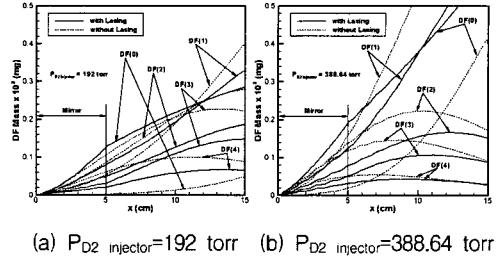 (a)
with Lasing
without Lasing
DF(1)
DF(0)
DF(2)
DF(3)
DF(4)
P D2 injector = 192 torr
Mirror
DF Mass x 10³ (mg)
0.5
0.4
0.3
0.2
0.1
0
0 5 10 15
x (cm)
(b)
with Lasing
without Lasing
DF(0)
DF(1)
DF(2)
DF(3)
DF(4)
P D2 injector = 388.64 torr
Mirror
DF Mass x 10³ (mg)
0.5
0.4
0.3
0.2
0.1
0
0 5 10 15
x (cm)
(a) P D2 injector=192 torr (b) P D2 injector=388.64 torr